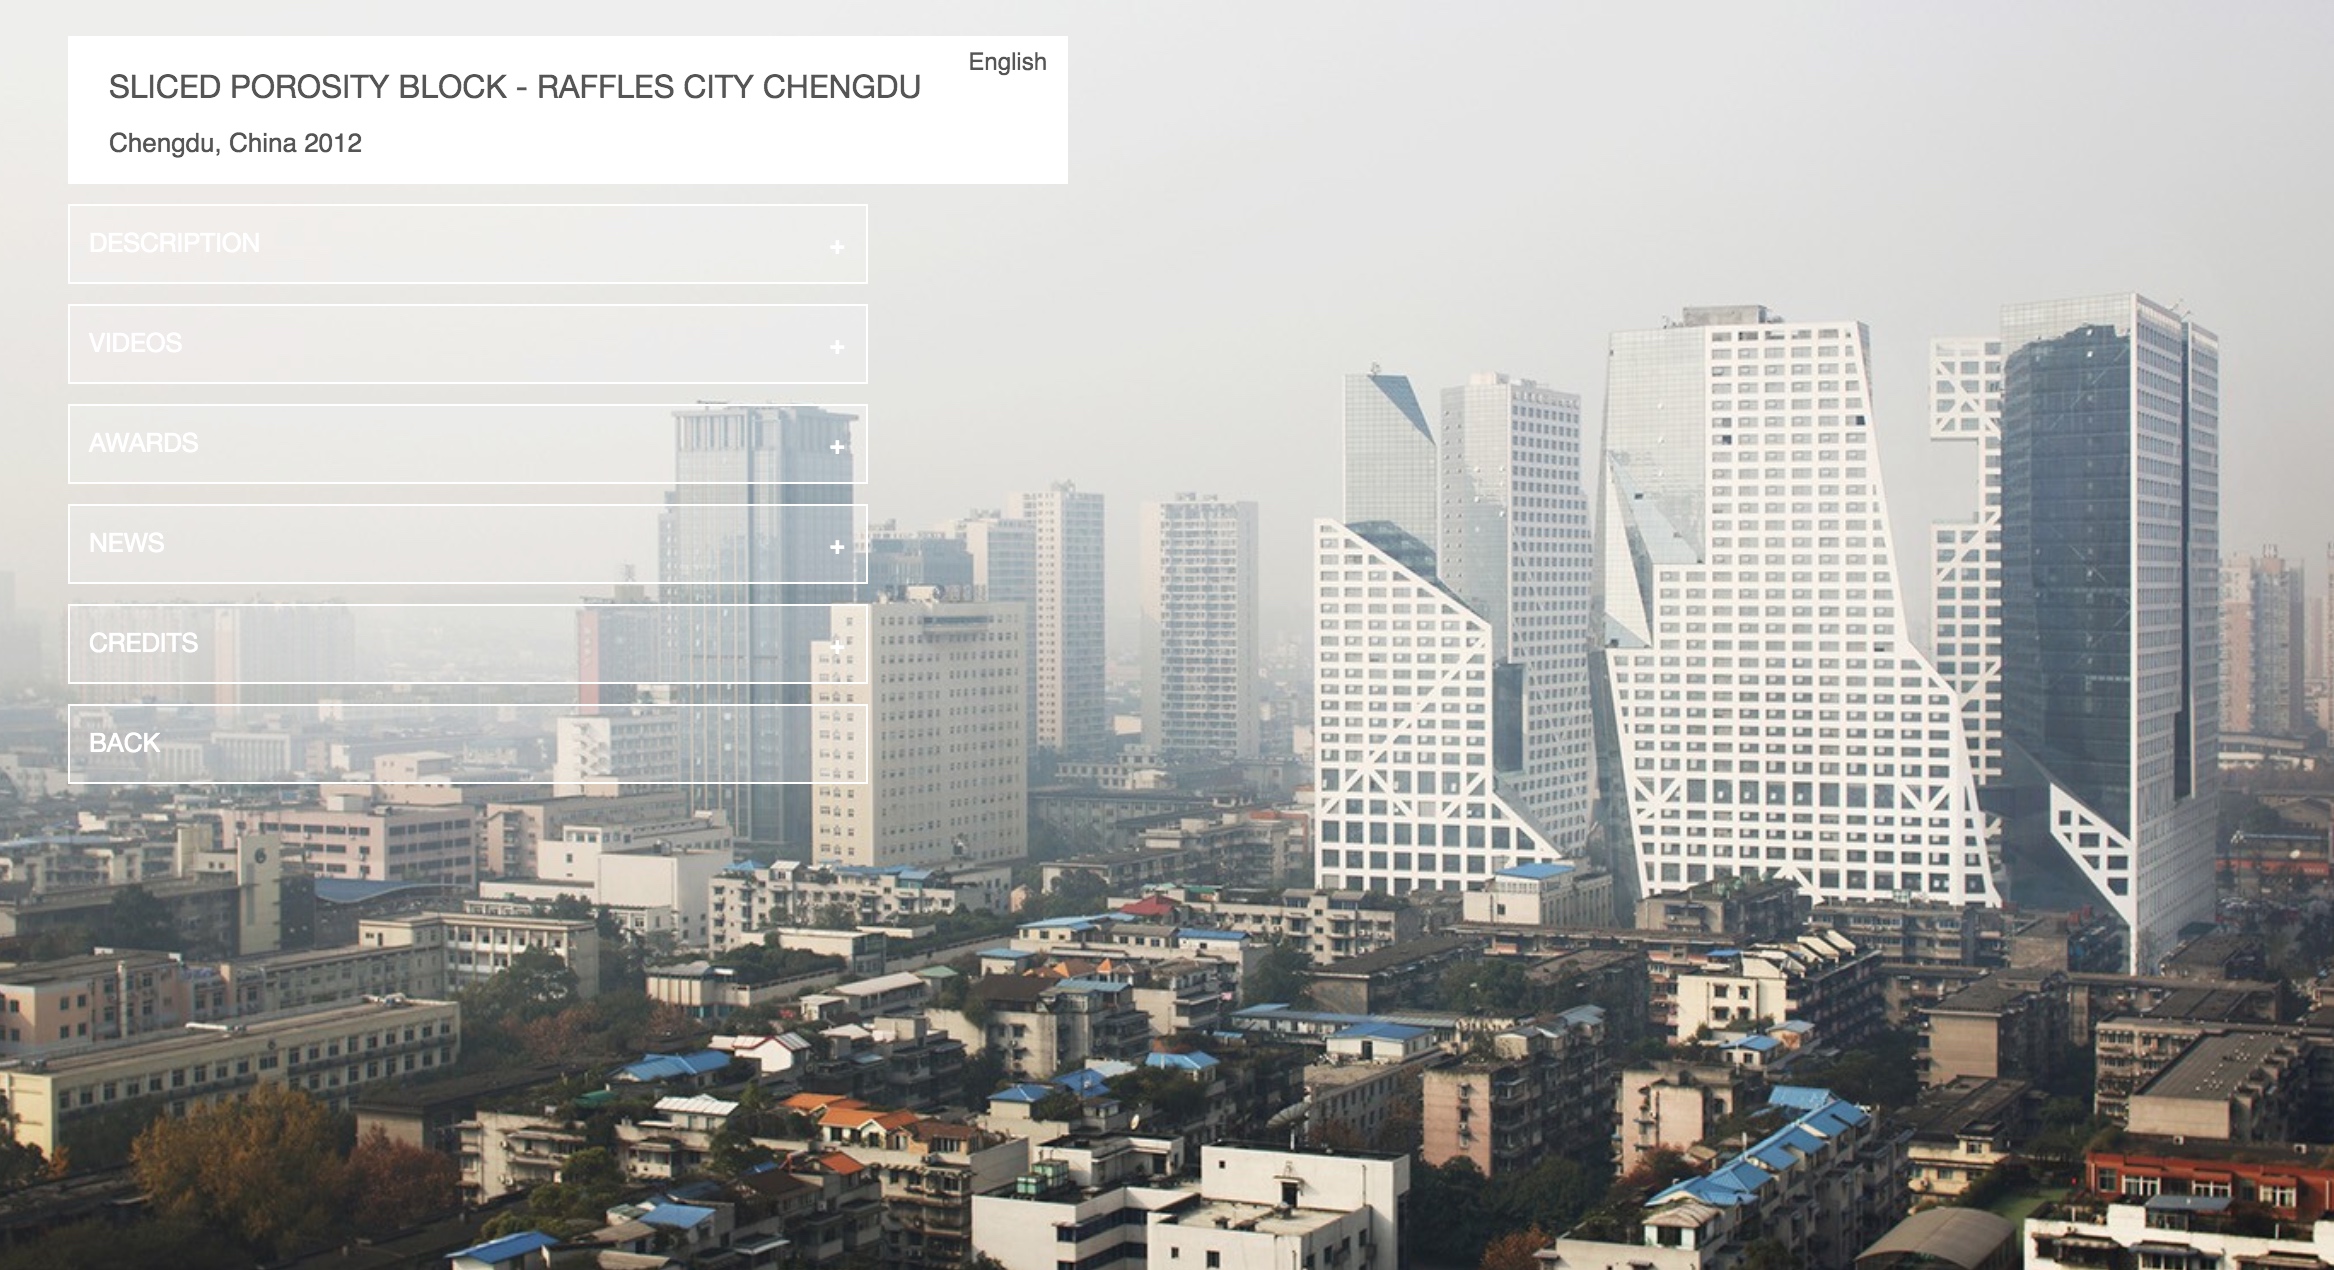 English
SLICED POROSITY BLOCK - RAFFLES CITY CHENGDU
Chengdu, China 2012
DESCRIPTION +
VIDEOS +
AWARDS +
NEWS +
CREDITS +
BACK